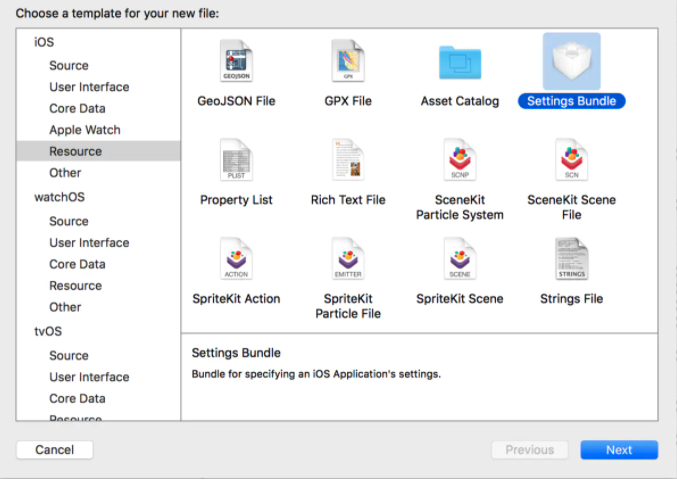 Choose a template for your new file:
iOS
Source
User Interface
Core Data
Apple Watch
Resource
Other
watchOS
Source
User Interface
Core Data
Resource
Other
tvOS
Source
User Interface
Core Data
Resource
GEOJSON
GeoJSON File
GPX
GPX File
Asset Catalog
Settings Bundle
PLIST
Property List
Rich Text File
SCNP
SceneKit
Particle System
SCN
SceneKit Scene
File
ACTION
SpriteKit Action
EMITTER
SpriteKit
Particle File
SCENE
SpriteKit Scene
STRINGS
Strings File
Settings Bundle
Bundle for specifying an iOS Application's settings.
Cancel
Previous
Next